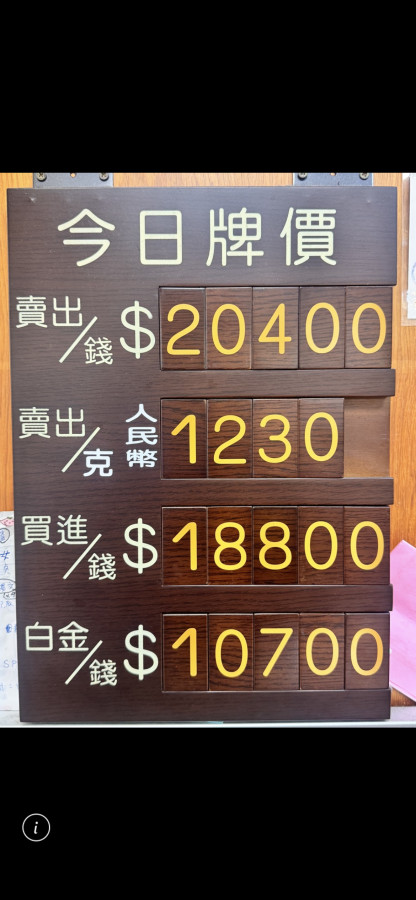 今日牌價
賣出/錢 $20400
賣出/克 人民幣 1230
買進/錢 $18800
白金/錢 $10700